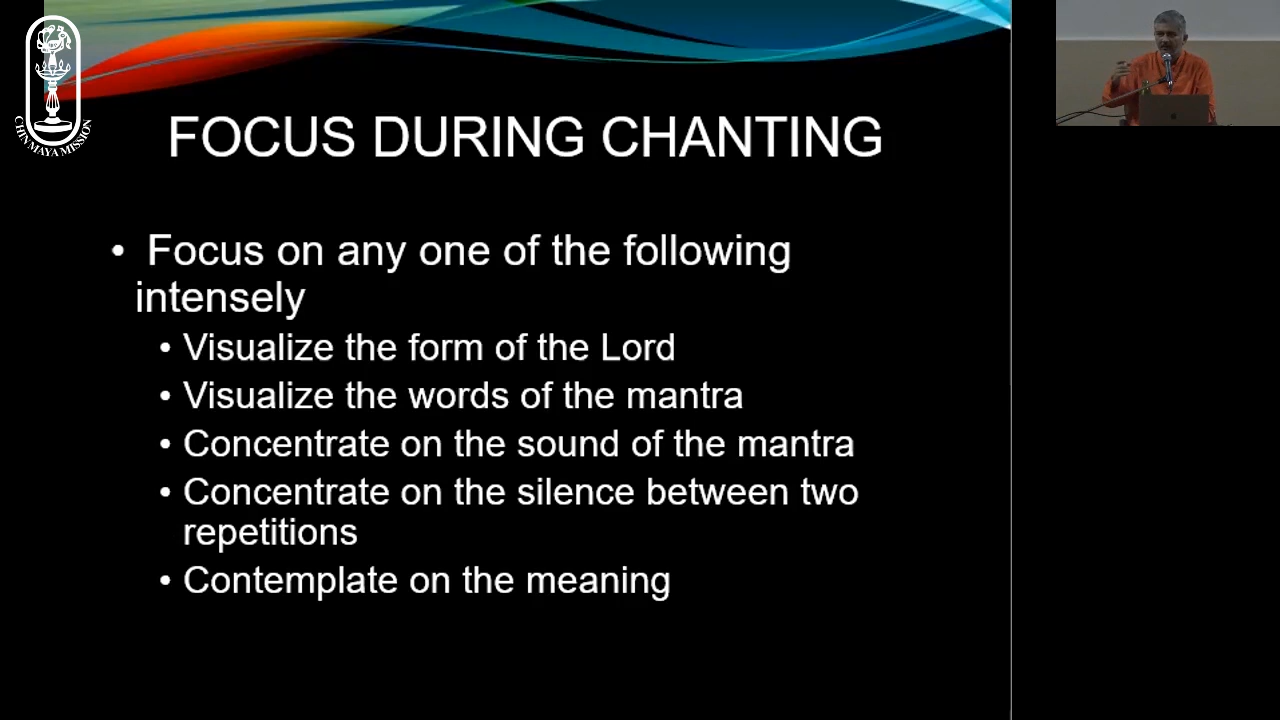 CHINMAYA MISSION
FOCUS DURING CHANTING
• Focus on any one of the following
intensely
• Visualize the form of the Lord
• Visualize the words of the mantra
• Concentrate on the sound of the mantra
• Concentrate on the silence between two
repetitions
• Contemplate on the meaning